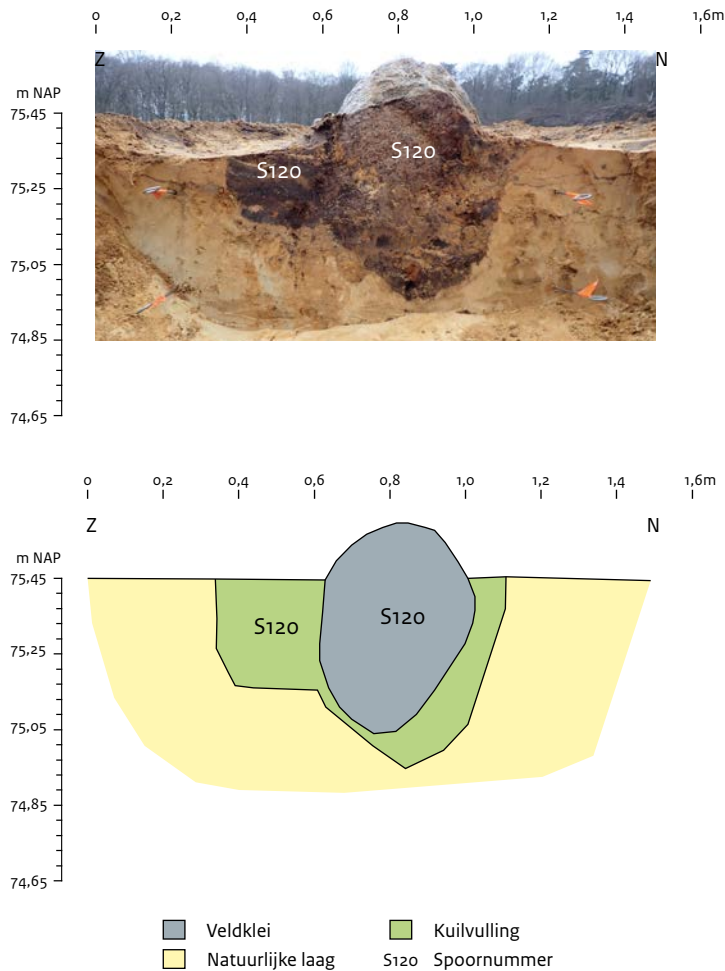 0 0,2 0,4 0,6 0,8 1,0 1,2 1,4 1,6m
Z N
m NAP
75,45
S120 S120
75,25
75,05
74,85
74,65
0 0,2 0,4 0,6 0,8 1,0 1,2 1,4 1,6m
Z N
m NAP
75,45
S120 S120
75,25
75,05
74,85
74,65
Veldklei Kuilvulling
Natuurlijke laag S120 Spoornummer